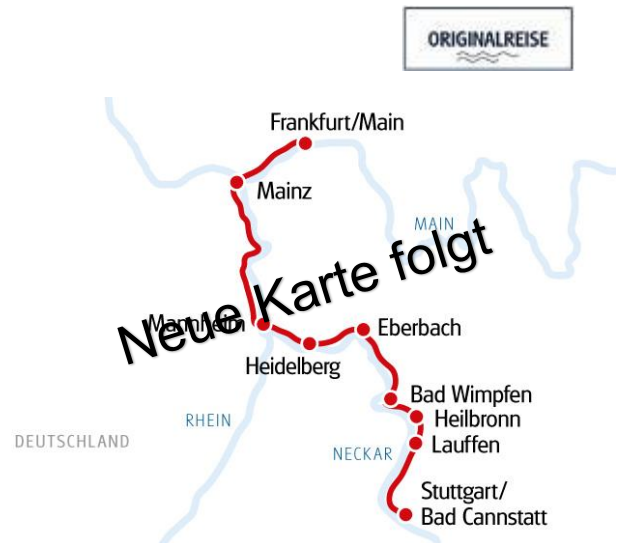 ORIGINALREISE
Frankfurt/Main
Mainz
MAIN
Neue Karte folgt
Mannheim
Eberbach
Heidelberg
Bad Wimpfen
Heilbronn
RHEIN
DEUTSCHLAND
NECKAR
Lauffen
Stuttgart/
Bad Cannstatt